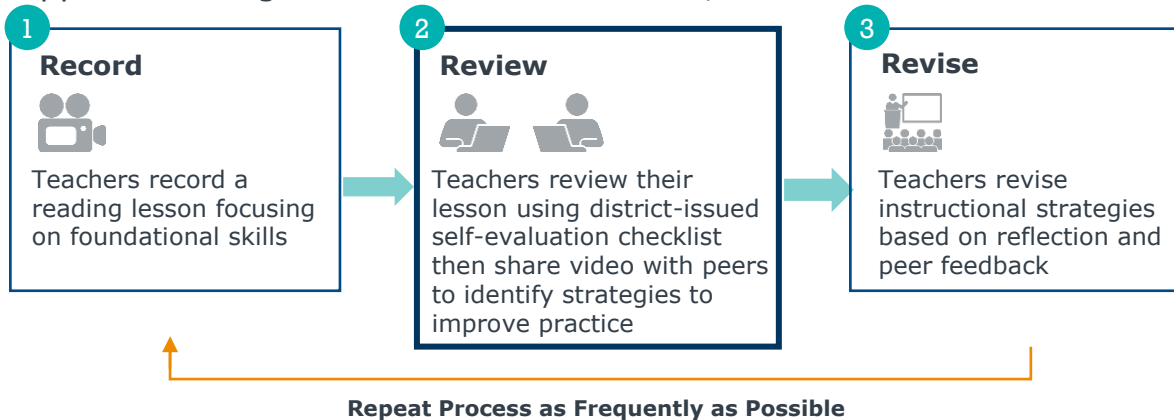 1
Record
Teachers record a
reading lesson focusing
on foundational skills
2
Review
Teachers review their
lesson using district-issued
self-evaluation checklist
then share video with peers
to identify strategies to
improve practice
3
Revise
Teachers revise
instructional strategies
based on reflection and
peer feedback
Repeat Process as Frequently as Possible